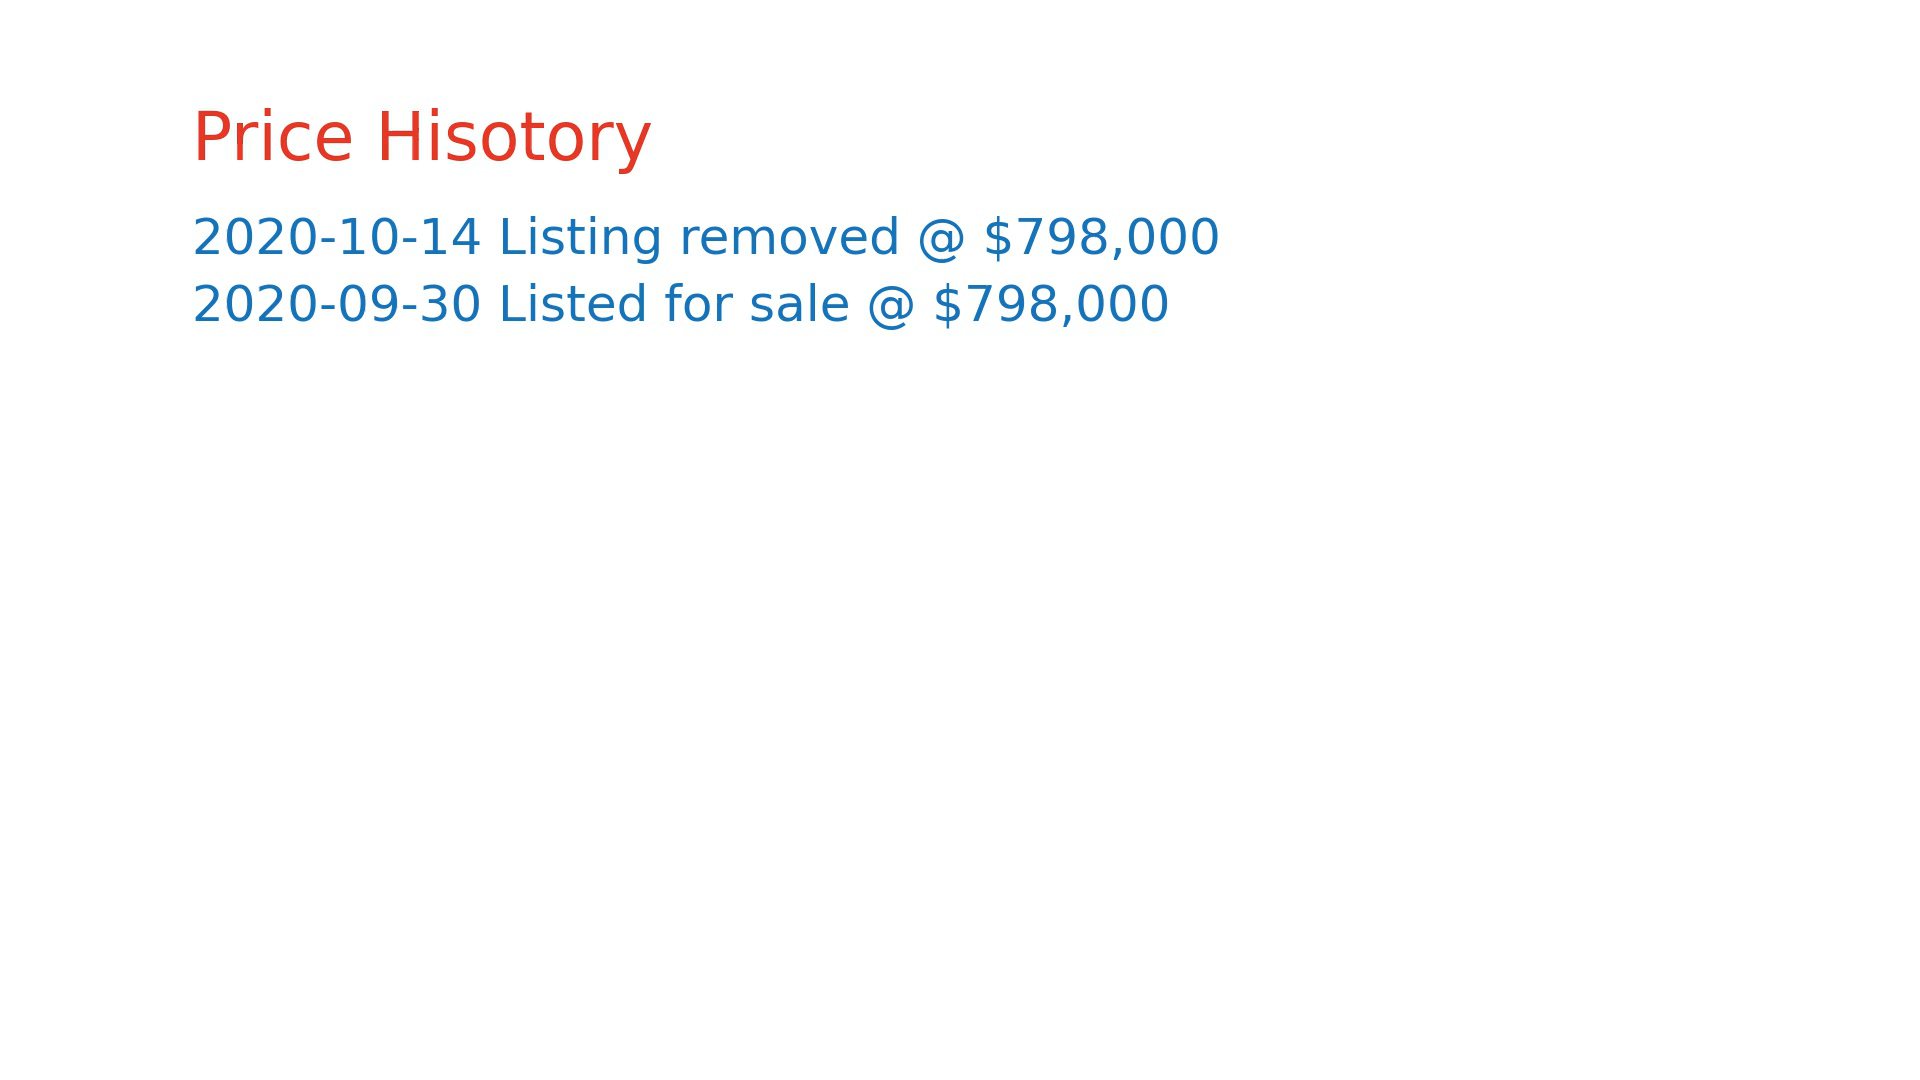 Price Hisotory
2020-10-14 Listing removed @ $798,000
2020-09-30 Listed for sale @ $798,000